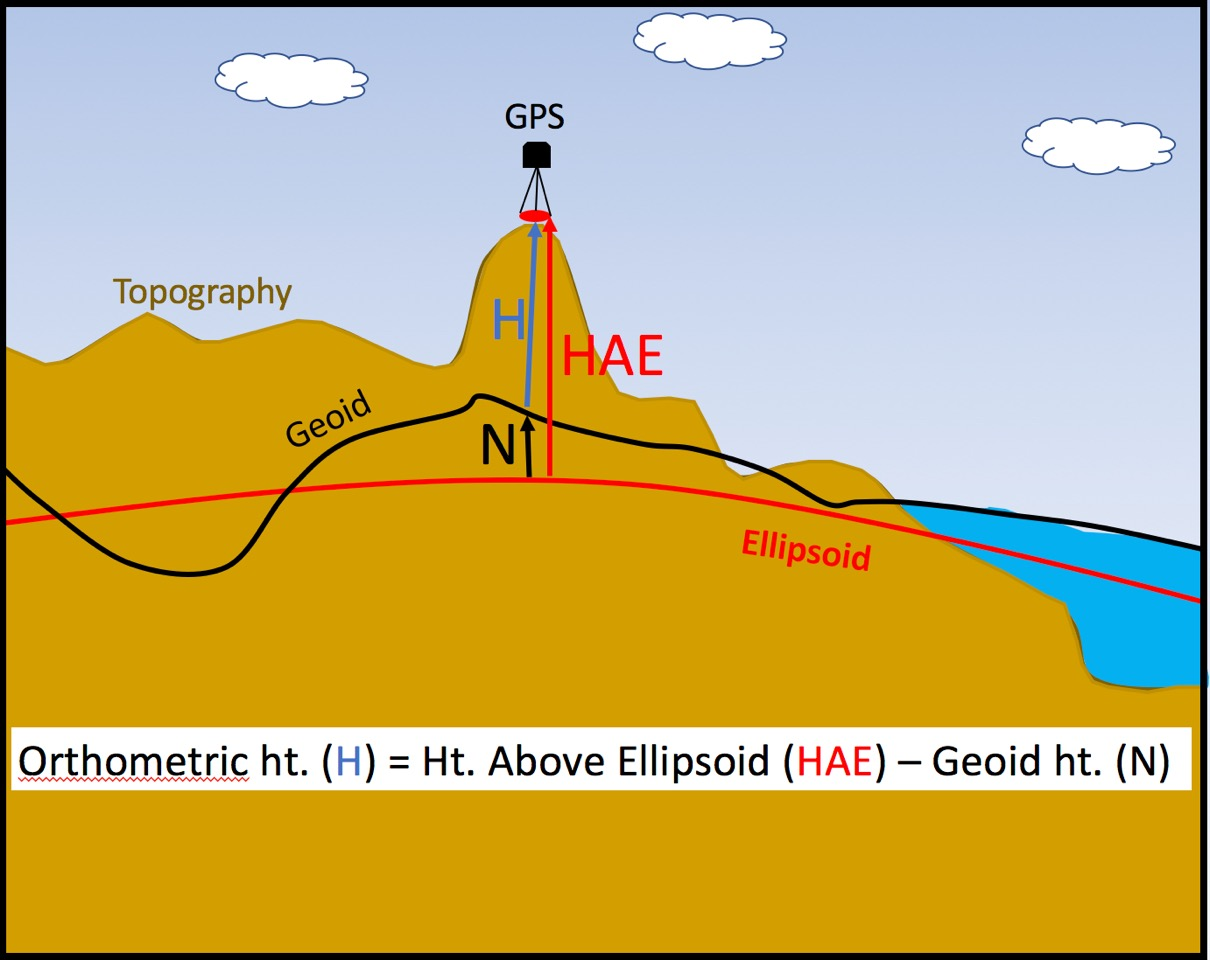 GPS
Topography
H
HAE
Geoid
N
Ellipsoid
Orthometric ht. (H) = Ht. Above Ellipsoid (HAE) – Geoid ht. (N)